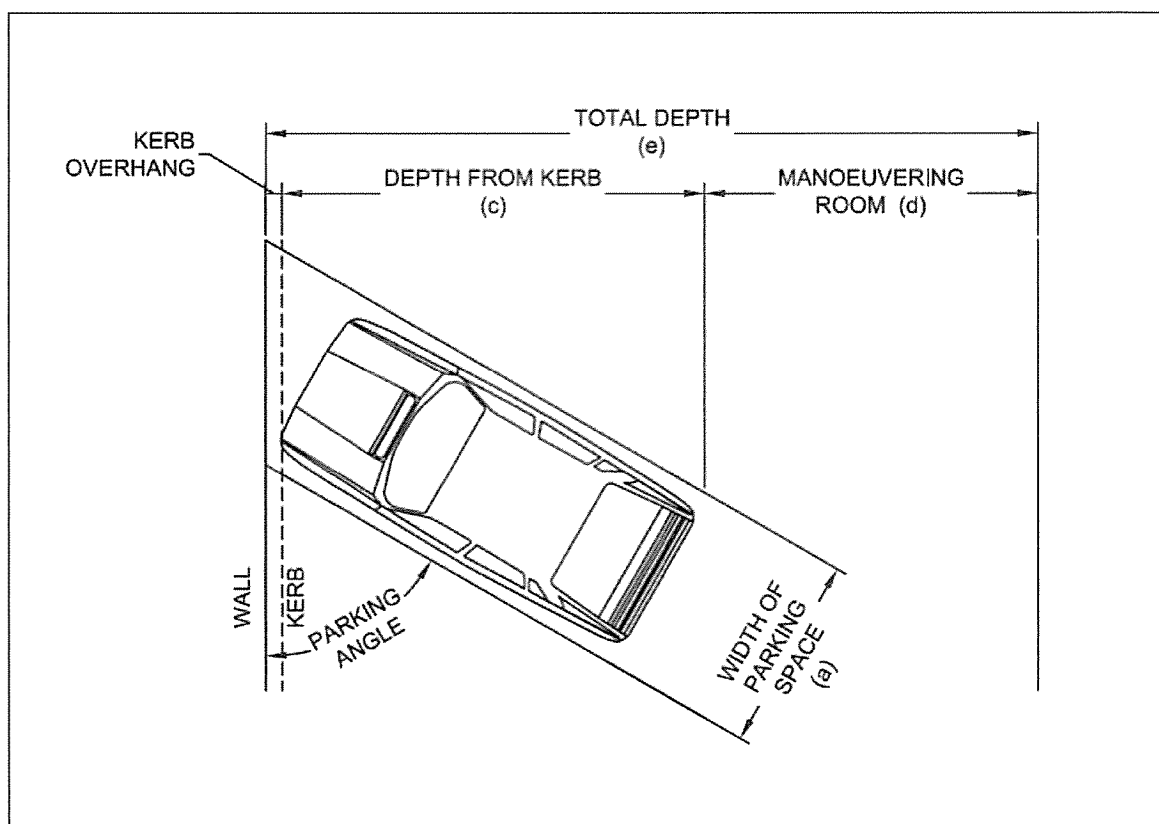 TOTAL DEPTH
(e)
KERB
OVERHANG
DEPTH FROM KERB
(c)
MANOEUVERING
ROOM (d)
WALL
KERB
PARKING
ANGLE
WIDTH OF
PARKING
SPACE
(a)